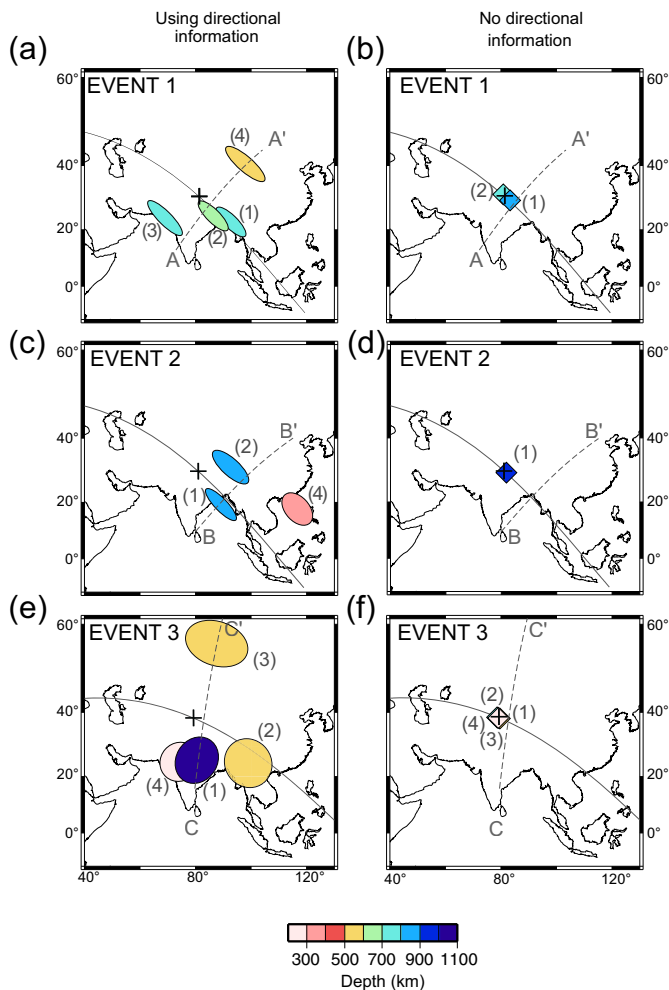 Using directional
information
No directional
information
(a)
(b)
60°
EVENT 1
EVENT 1
60°
(4)
A'
A'
40°
40°
(2)
(1)
(1)
20°
20°
(3)
(2)
A
A
0°
0°
(c)
(d)
60°
EVENT 2
EVENT 2
60°
(2)
B'
(1)
B'
40°
40°
(1)
(4)
20°
20°
B
B
0°
0°
(e)
(f)
60°
EVENT 3
C'
EVENT 3
C'
60°
(3)
(2)
(1)
40°
(4)
40°
(2)
(3)
20°
20°
(4)
(1)
C
C
0°
0°
40°
80°
120°
40°
80°
120°
300
500
700
900
1100
Depth (km)